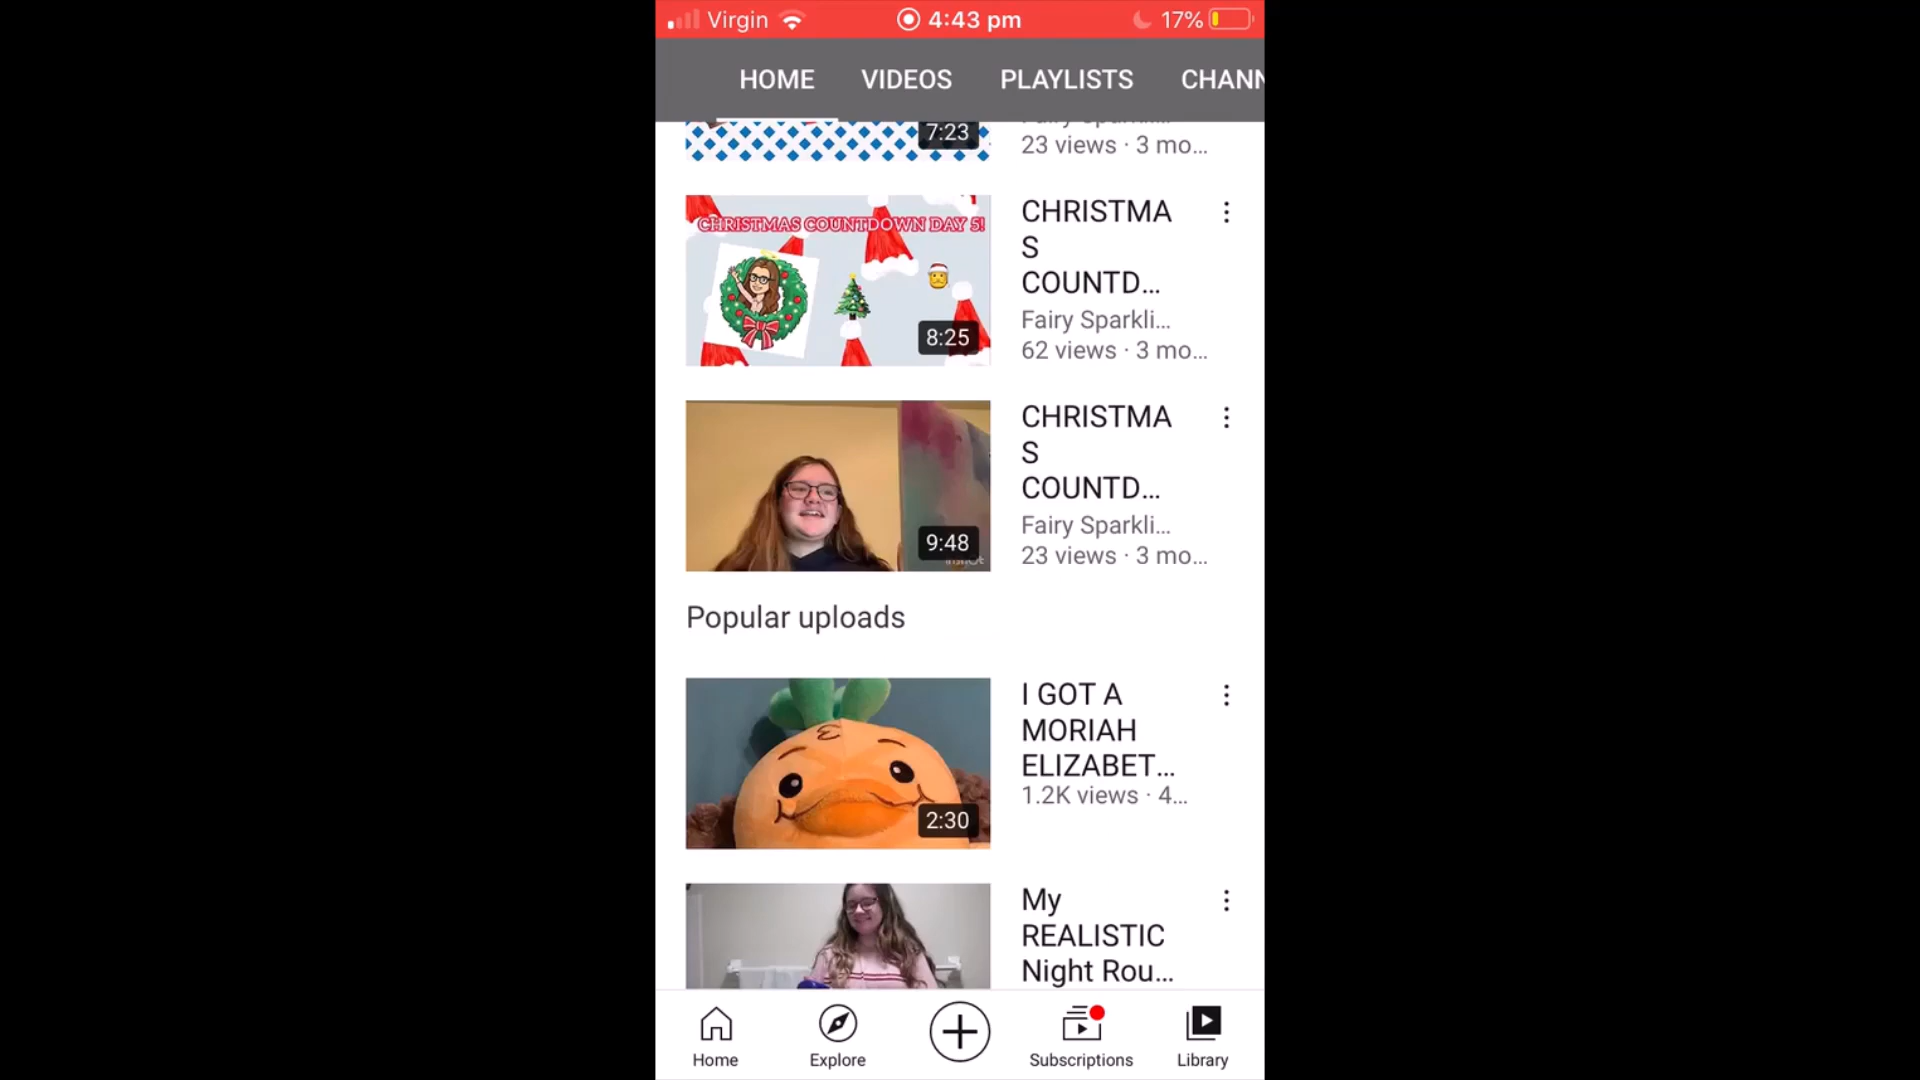 Virgin 4:43 pm 17%
HOME VIDEOS PLAYLISTS CHANN
7:23
23 views · 3 mo...
CHRISTMAS COUNTDOWN DAY 5!
8:25
CHRISTMA
S
COUNTD...
Fairy Sparkli...
62 views · 3 mo...
9:48
CHRISTMA
S
COUNTD...
Fairy Sparkli...
23 views · 3 mo...
Popular uploads
2:30
I GOT A
MORIAH
ELIZABET...
1.2K views · 4...
My
REALISTIC
Night Rou...
Home Explore Subscriptions Library